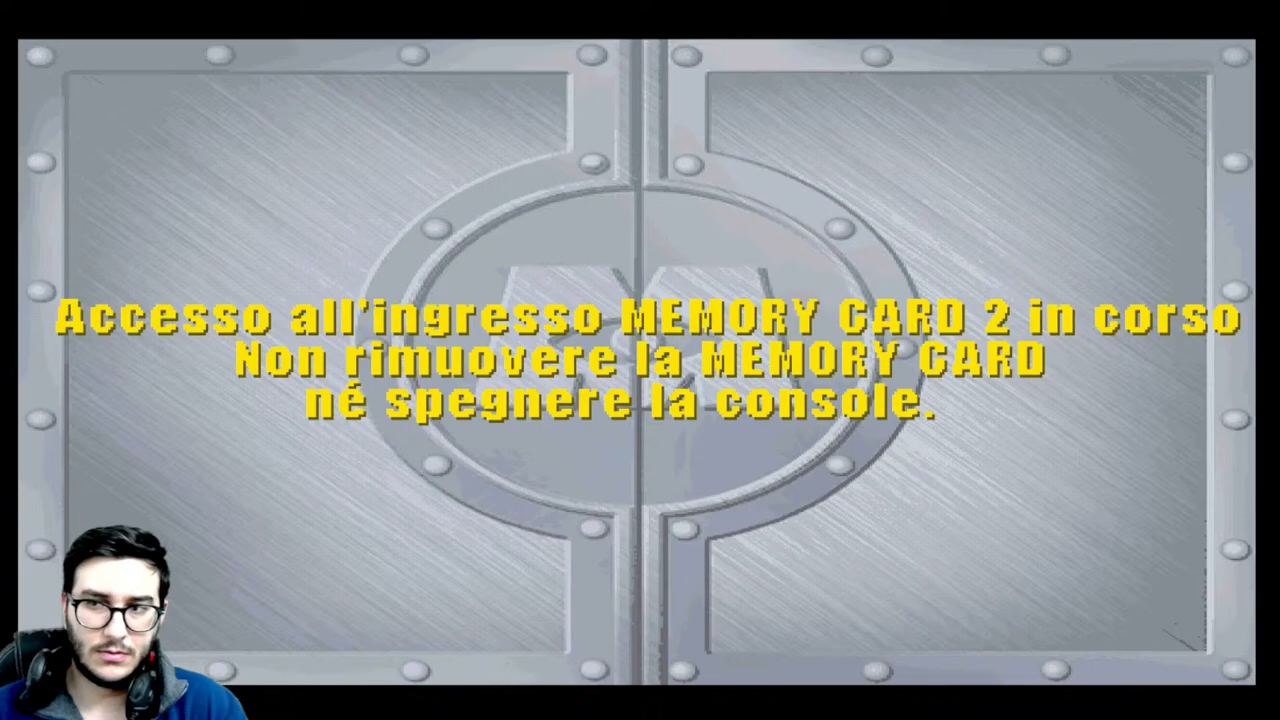 Accesso all'ingresso MEMORY CARD 2 in corso
Non rimuovere la MEMORY CARD
né spegnere la console.